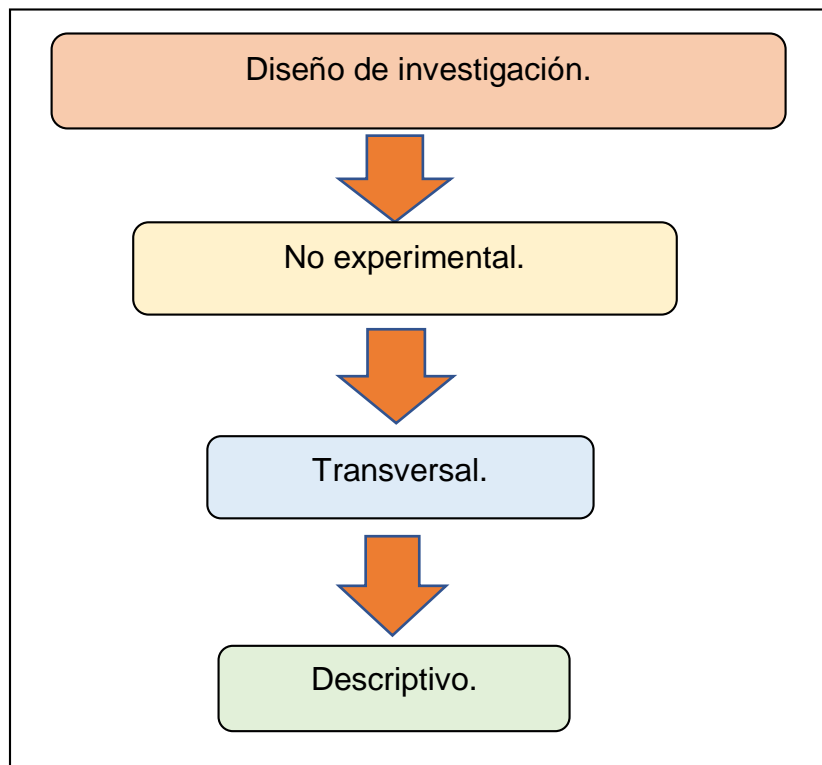 Diseño de investigación.
No experimental.
Transversal.
Descriptivo.